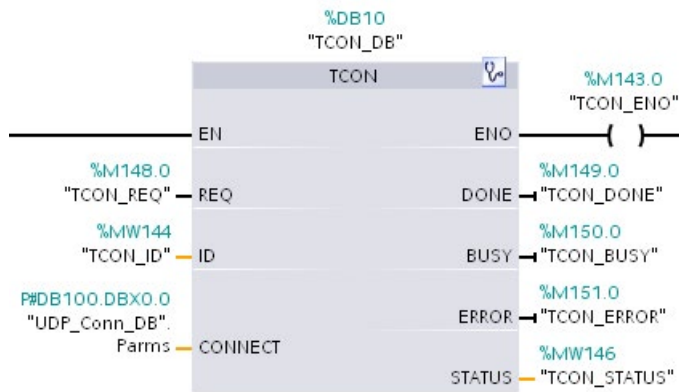 %DB10
"TCON_DB"
TCON
%M143.0
"TCON_ENO"
EN
ENO
%M148.0
"TCON_REQ"
REQ
%M149.0
DONE
"TCON_DONE"
%MW144
"TCON_ID"
ID
%M150.0
BUSY
"TCON_BUSY"
P#DB100.DBX0.0
"UDP_Conn_DB".
Parms
CONNECT
%M151.0
ERROR
"TCON_ERROR"
%MW146
STATUS
"TCON_STATUS"